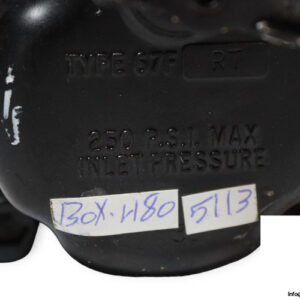 TYPE 67F RT
250 P.S.I. MAX
INLET PRESSURE
BOX-H80 5113